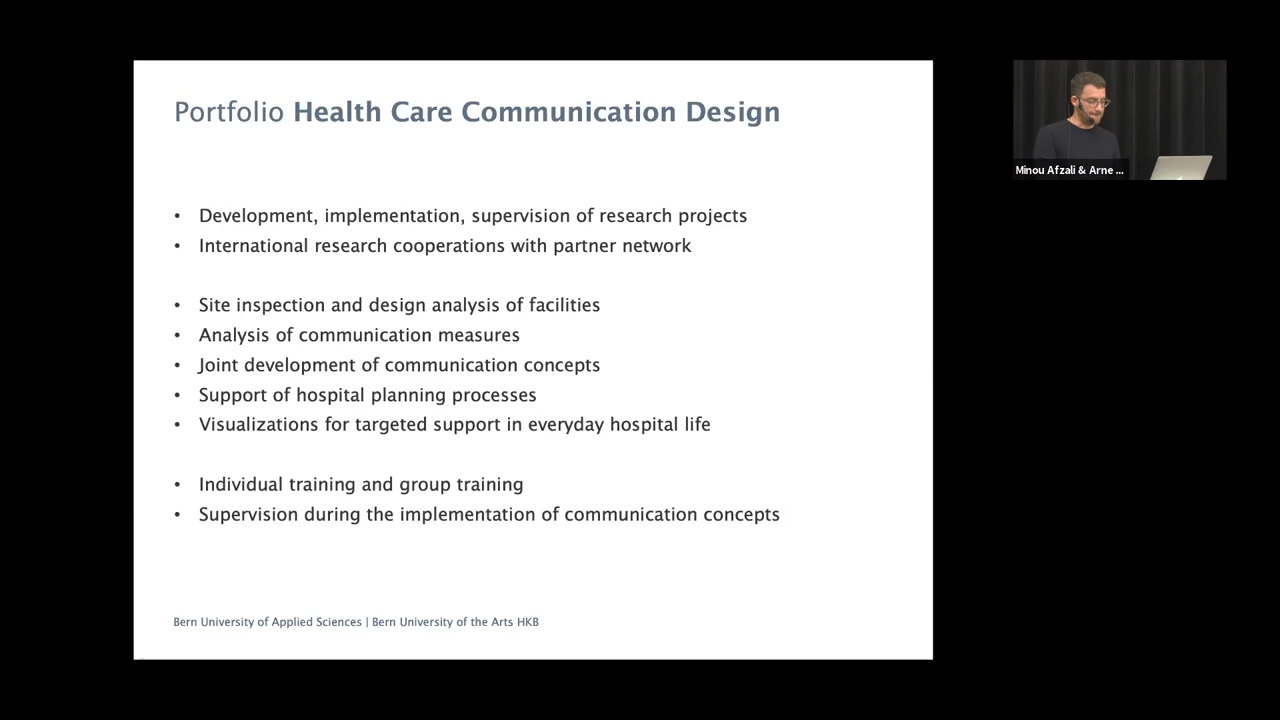 Portfolio Health Care Communication Design
• Development, implementation, supervision of research projects
• International research cooperations with partner network
• Site inspection and design analysis of facilities
• Analysis of communication measures
• Joint development of communication concepts
• Support of hospital planning processes
• Visualizations for targeted support in everyday hospital life
• Individual training and group training
• Supervision during the implementation of communication concepts
Bern University of Applied Sciences | Bern University of the Arts HKB
Minou Afzali & Arne ...